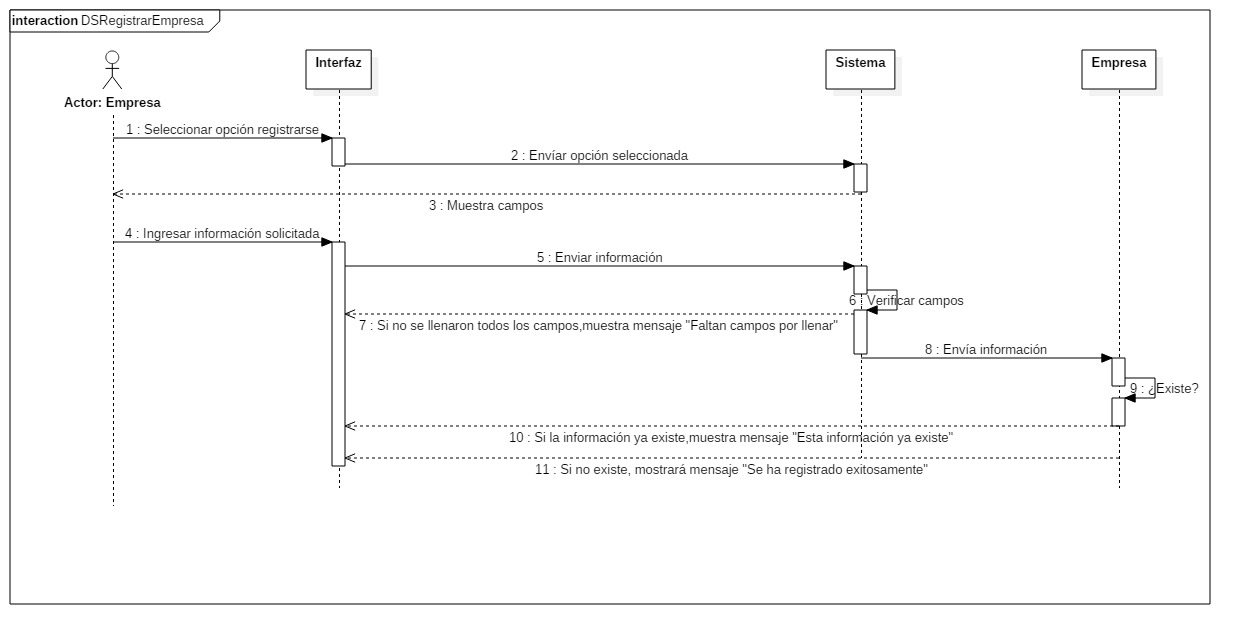 interaction DSRegistrarEmpresa
Interfaz
Sistema
Empresa
Actor: Empresa
1 : Seleccionar opción registrarse
2 : Envíar opción seleccionada
3 : Muestra campos
4 : Ingresar información solicitada
5 : Enviar información
6 : Verificar campos
7 : Si no se llenaron todos los campos,muestra mensaje "Faltan campos por llenar"
8 : Envía información
9 : ¿Existe?
10 : Si la información ya existe,muestra mensaje "Esta información ya existe"
11 : Si no existe, mostrará mensaje "Se ha registrado exitosamente"